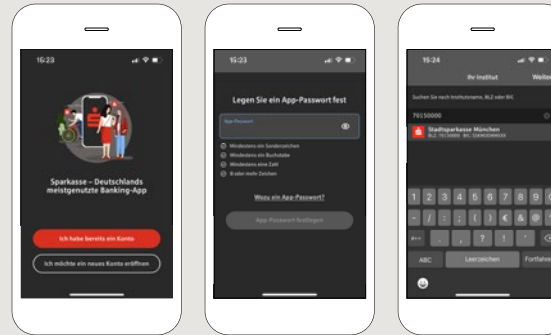 15:23
Sparkasse – Deutschlands
meistgenutzte Banking-App
Ich habe bereits ein Konto
Ich möchte ein neues Konto eröffnen
15:23
Legen Sie ein App-Passwort fest
App-Passwort
Mindestens ein Sonderzeichen
Mindestens ein Buchstabe
Mindestens eine Zahl
8 oder mehr Zeichen
Wozu ein App-Passwort?
App-Passwort festlegen
15:24
Ihr Institut
Weiter
Suchen Sie nach Institutsname, BLZ oder BIC
70150000
Stadtsparkasse München
BLZ: 70150000 BIC:
1 2 3 4 5 6 7 8 9 0
- / : ; ( ) € & @
. , ? ! '
ABC
Leerzeichen
Fortfahren